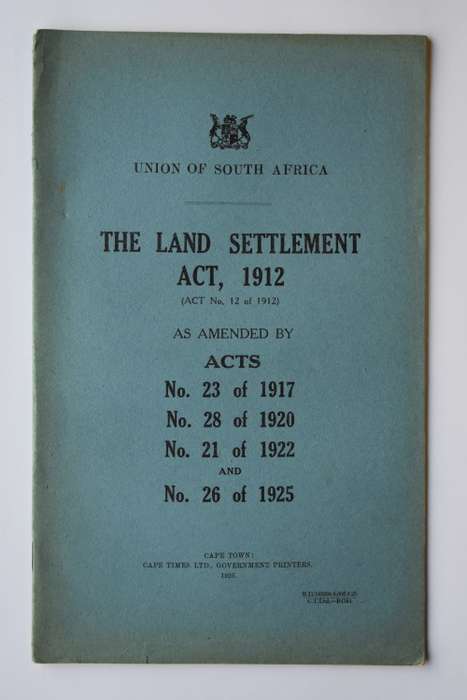 UNION OF SOUTH AFRICA
THE LAND SETTLEMENT
ACT, 1912
(ACT No. 12 of 1912)
AS AMENDED BY
ACTS
No. 23 of 1917
No. 28 of 1920
No. 21 of 1922
AND
No. 26 of 1925
CAPE TOWN:
CAPE TIMES LTD., GOVERNMENT PRINTERS.